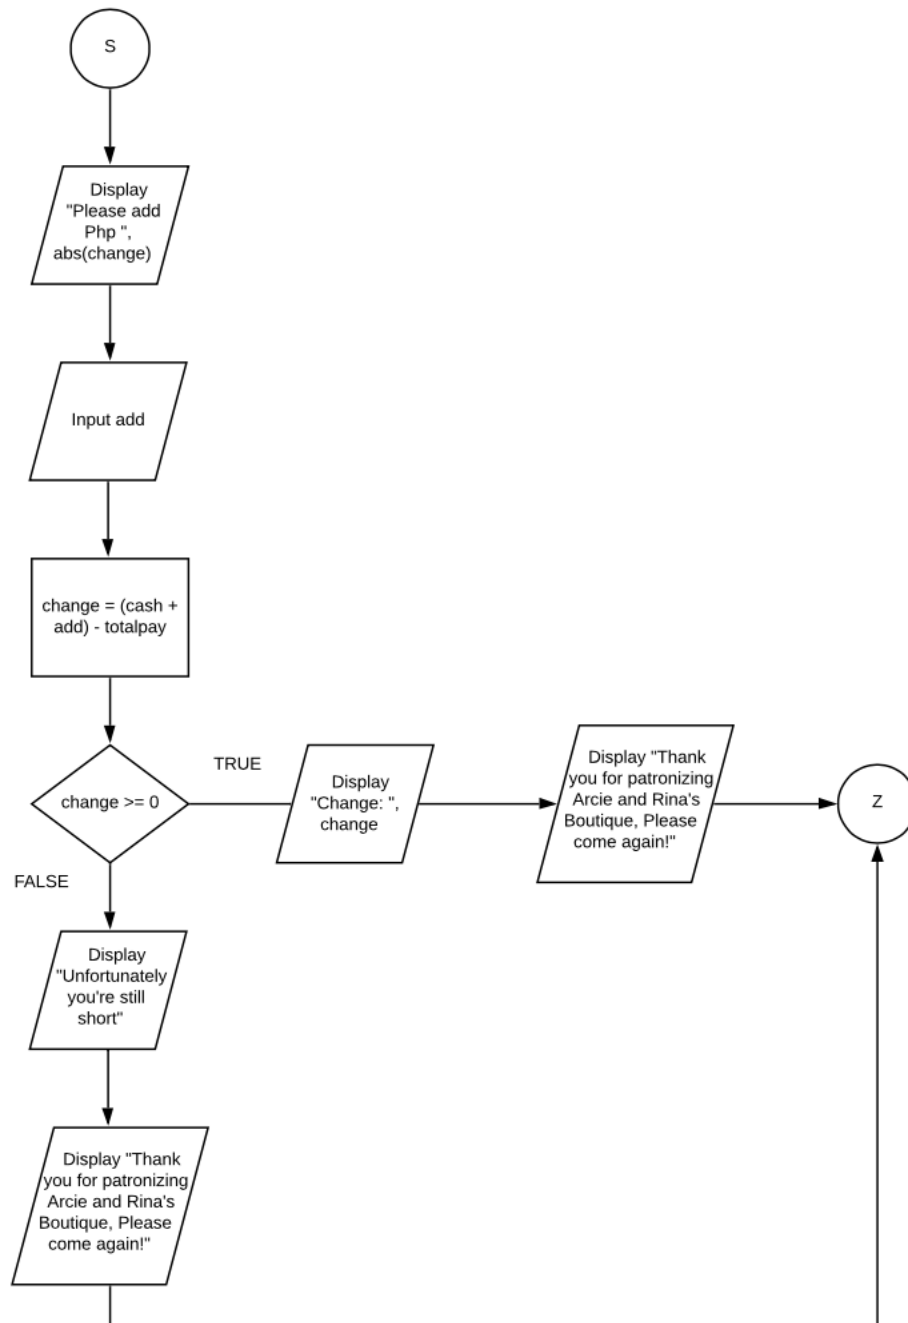 S
Display
"Please add
Php ",
abs(change)
Input add
change = (cash +
add) - totalpay
change >= 0
TRUE
Display
"Change: ",
change
Display "Thank
you for patronizing
Arcie and Rina's
Boutique, Please
come again!"
Z
FALSE
Display
"Unfortunately
you're still
short"
Display "Thank
you for patronizing
Arcie and Rina's
Boutique, Please
come again!"